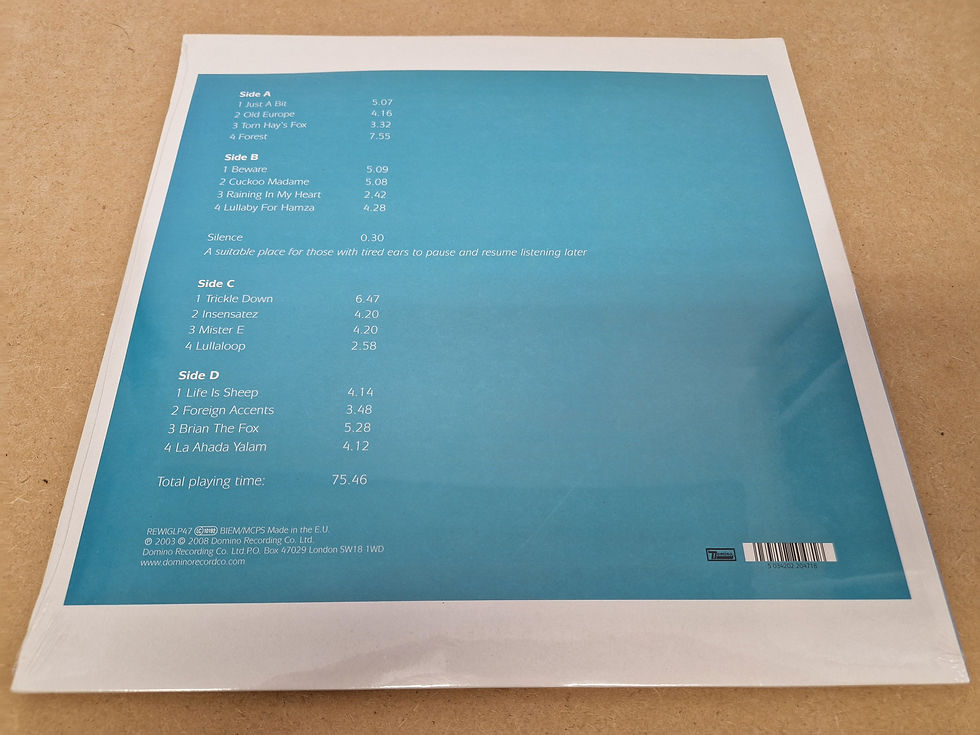 Side A
1 Just A Bit 5.07
2 Old Europe 4.16
3 Torn Hay's Fox 3.32
4 Forest 7.55
Side B
1 Beware 5.09
2 Cuckoo Madame 5.08
3 Raining In My Heart 2.42
4 Lullaby For Hamza 4.28
Silence 0.30
A suitable place for those with tired ears to pause and resume listening later
Side C
1 Trickle Down 6.47
2 Insensatez 4.20
3 Mister E 4.20
4 Lullaloop 2.58
Side D
1 Life Is Sheep 4.14
2 Foreign Accents 3.48
3 Brian The Fox 5.28
4 La Ahada Yalam 4.12
Total playing time: 75.46
REWIGLP47 BIEM/MCPS Made in the E.U.
℗ 2003 © 2008 Domino Recording Co. Ltd.
Domino Recording Co. Ltd.P.O. Box 47029 London SW18 1WD
www.dominorecordco.com
DOMINO
5 034202 204718